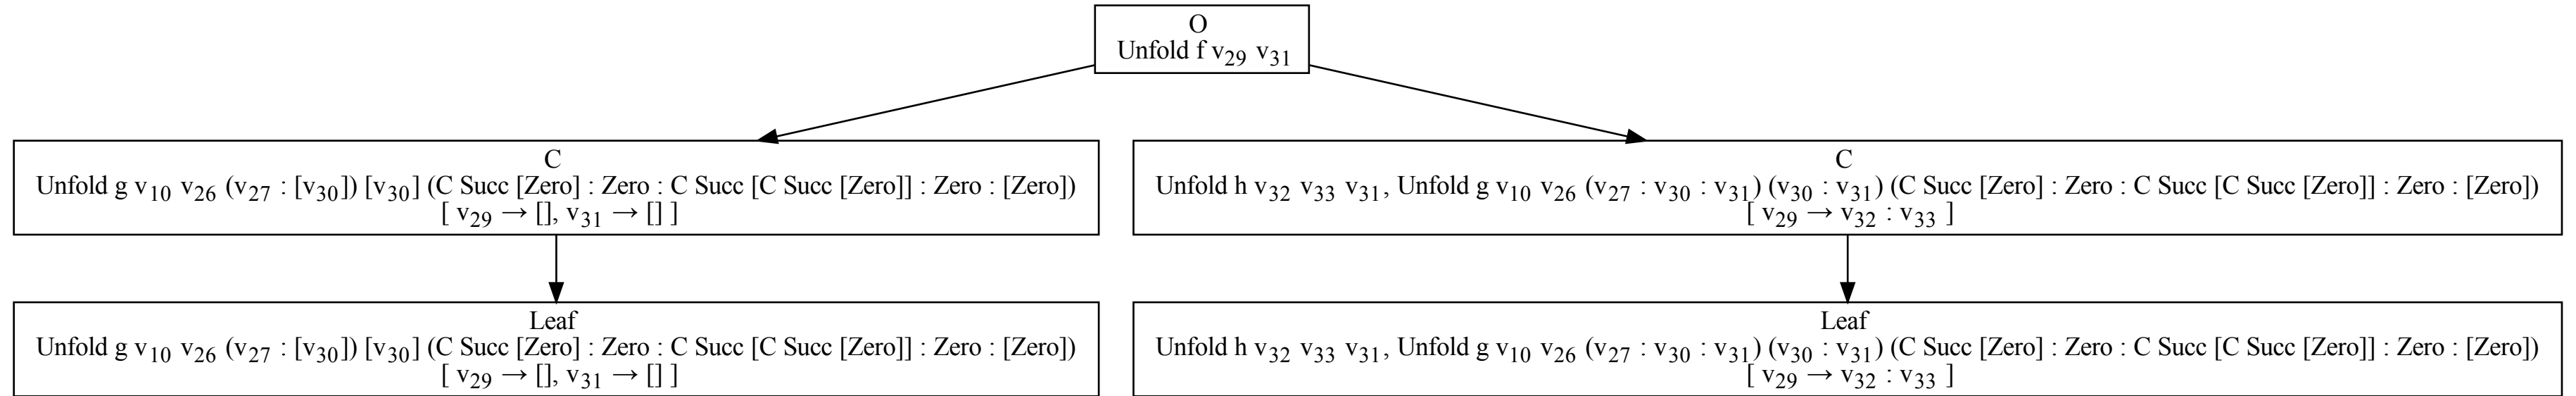 O
Unfold f v₂₉ v₃₁
C
Unfold g v₁₀ v₂₆ (v₂₇ : [v₃₀]) [v₃₀] (C Succ [Zero] : Zero : C Succ [C Succ [Zero]] : Zero : [Zero])
[ v₂₉ → [], v₃₁ → [] ]
C
Unfold h v₃₂ v₃₃ v₃₁, Unfold g v₁₀ v₂₆ (v₂₇ : v₃₀ : v₃₁) (v₃₀ : v₃₁) (C Succ [Zero] : Zero : C Succ [C Succ [Zero]] : Zero : [Zero])
[ v₂₉ → v₃₂ : v₃₃ ]
Leaf
Unfold g v₁₀ v₂₆ (v₂₇ : [v₃₀]) [v₃₀] (C Succ [Zero] : Zero : C Succ [C Succ [Zero]] : Zero : [Zero])
[ v₂₉ → [], v₃₁ → [] ]
Leaf
Unfold h v₃₂ v₃₃ v₃₁, Unfold g v₁₀ v₂₆ (v₂₇ : v₃₀ : v₃₁) (v₃₀ : v₃₁) (C Succ [Zero] : Zero : C Succ [C Succ [Zero]] : Zero : [Zero])
[ v₂₉ → v₃₂ : v₃₃ ]